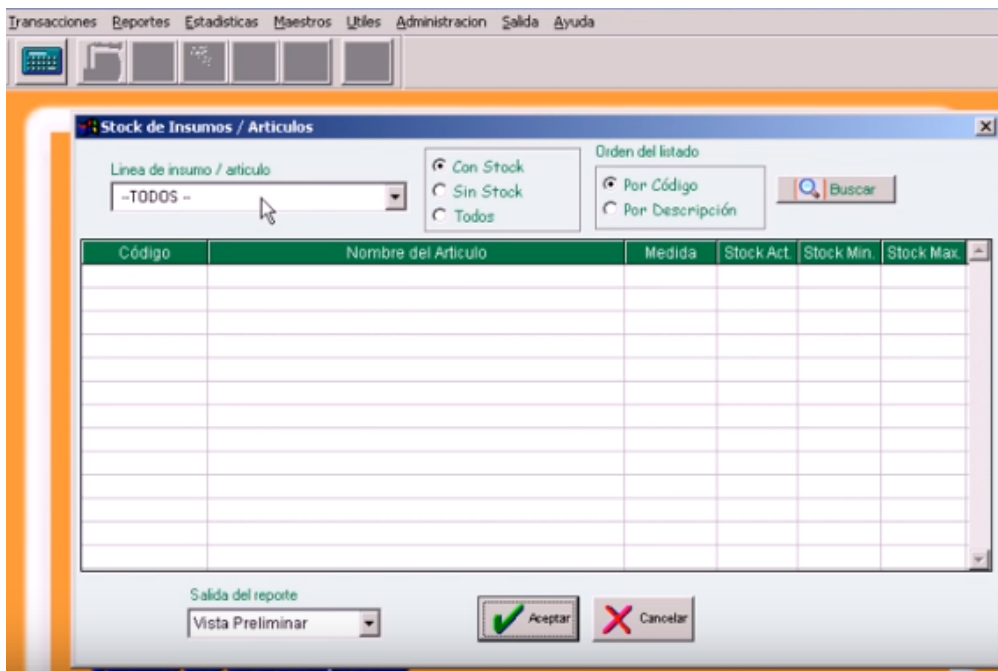 Transacciones Reportes Estadisticas Maestros Utiles Administracion Salida Ayuda
Stock de Insumos / Articulos
Linea de insumo / articulo
--TODOS --
Con Stock
Sin Stock
Todos
Orden del listado
Por Código
Por Descripción
Buscar
Código Nombre del Articulo Medida Stock Act. Stock Min. Stock Max.
Salida del reporte
Vista Preliminar
Aceptar
Cancelar